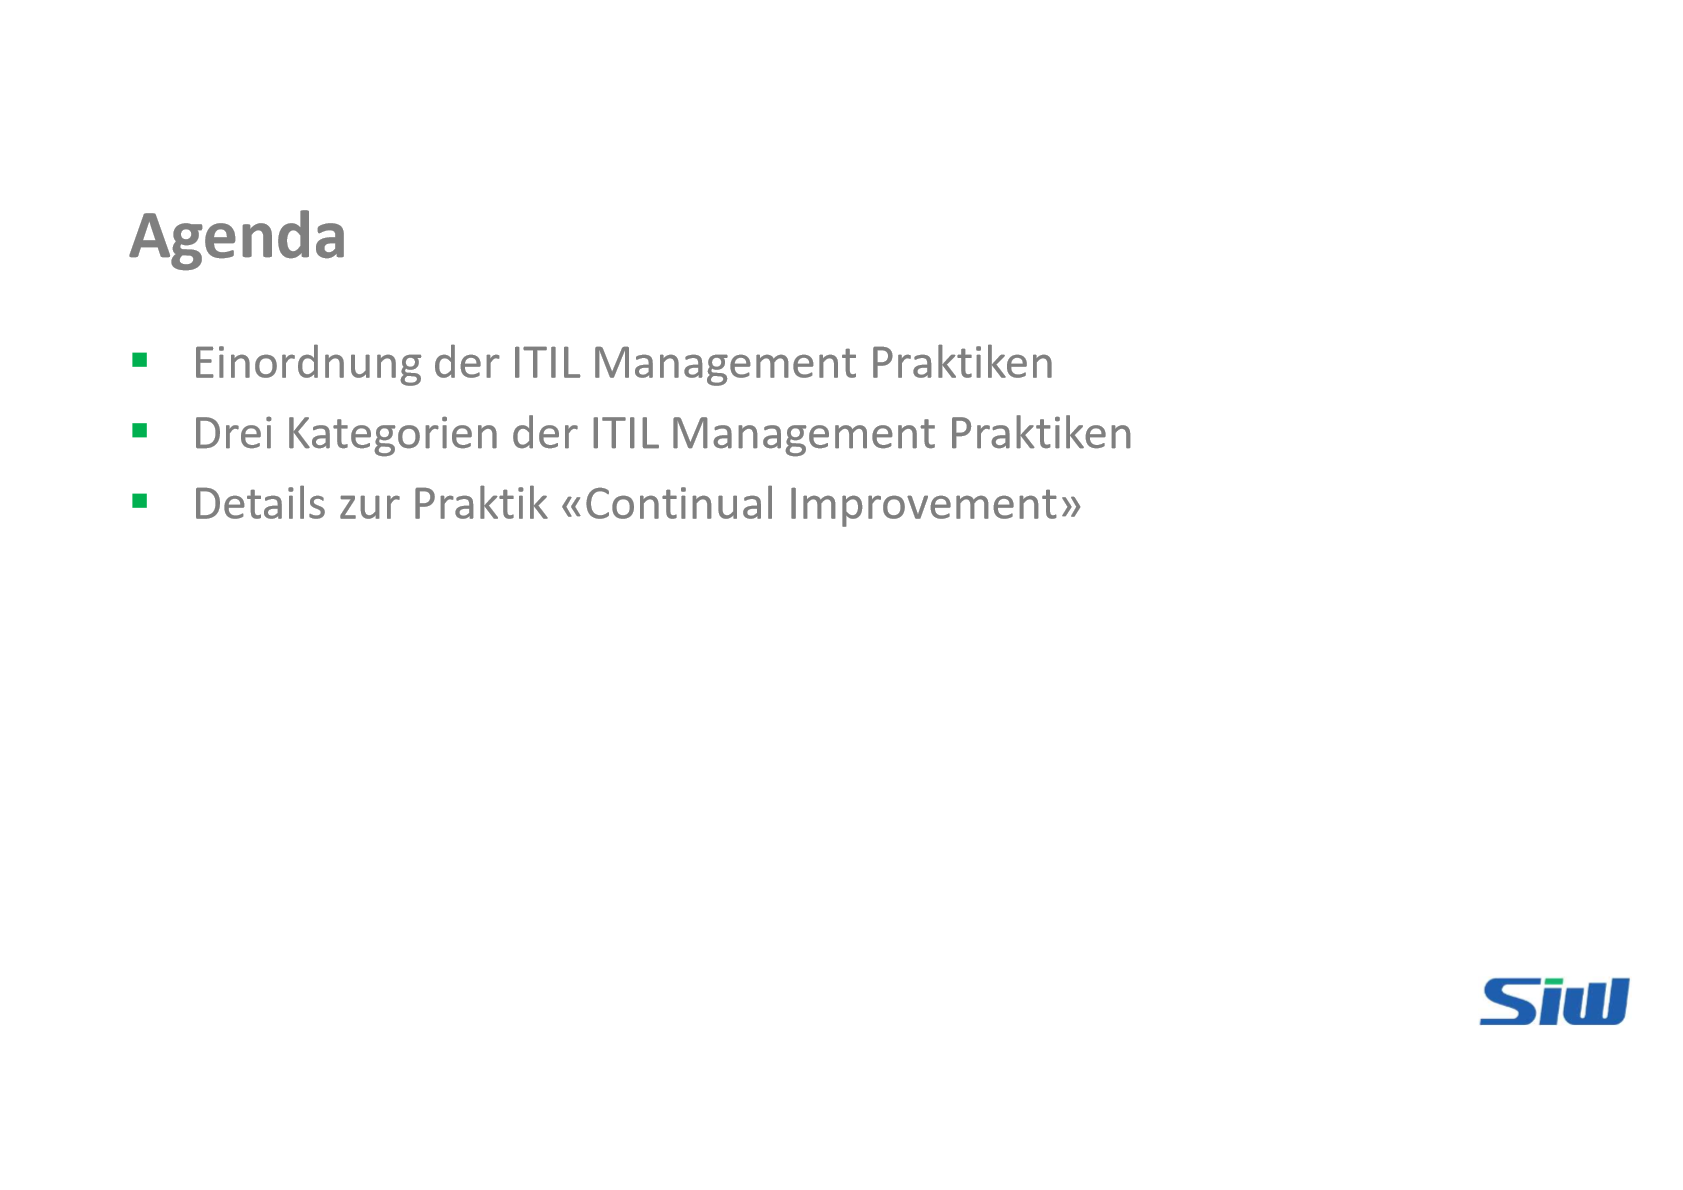 Agenda
▪ Einordnung der ITIL Management Praktiken
▪ Drei Kategorien der ITIL Management Praktiken
▪ Details zur Praktik «Continual Improvement»
Siw